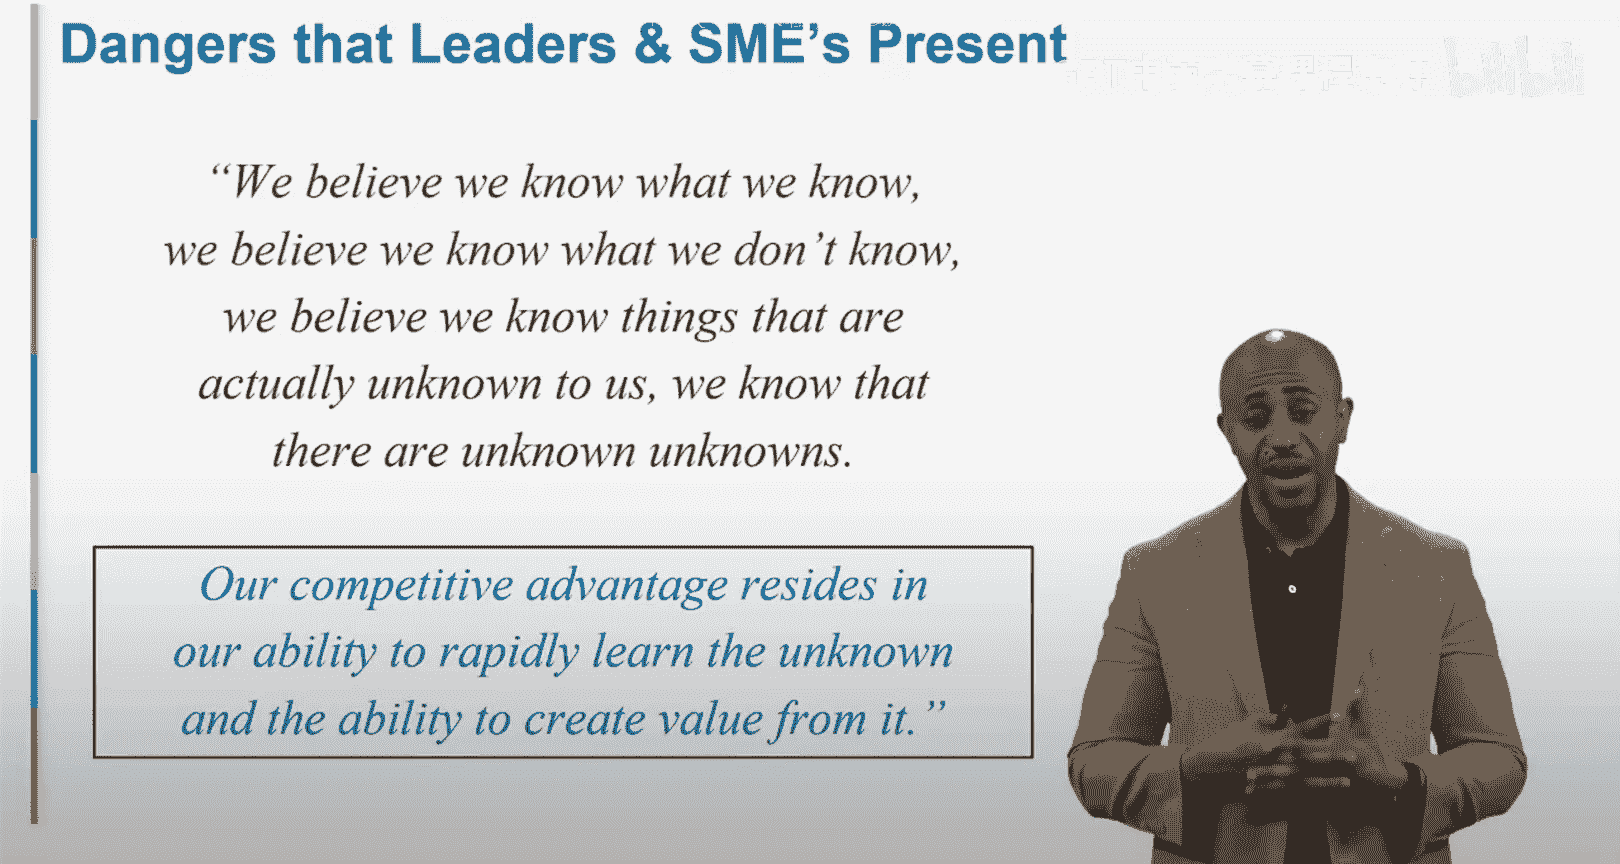 Dangers that Leaders & SME’s Present
bilibili
“We believe we know what we know,
we believe we know what we don’t know,
we believe we know things that are
actually unknown to us, we know that
there are unknown unknowns.
Our competitive advantage resides in
our ability to rapidly learn the unknown
and the ability to create value from it.”